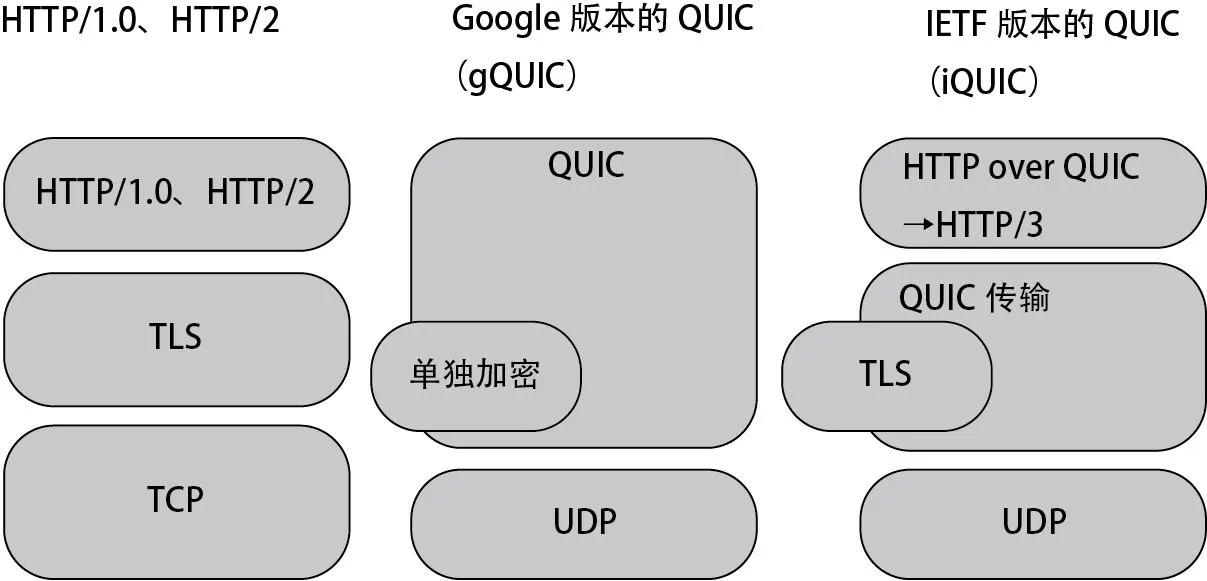 HTTP/1.0、HTTP/2
HTTP/1.0、HTTP/2
TLS
TCP
Google 版本的 QUIC
（gQUIC）
QUIC
单独加密
UDP
IETF 版本的 QUIC
（iQUIC）
HTTP over QUIC
→HTTP/3
QUIC 传输
TLS
UDP